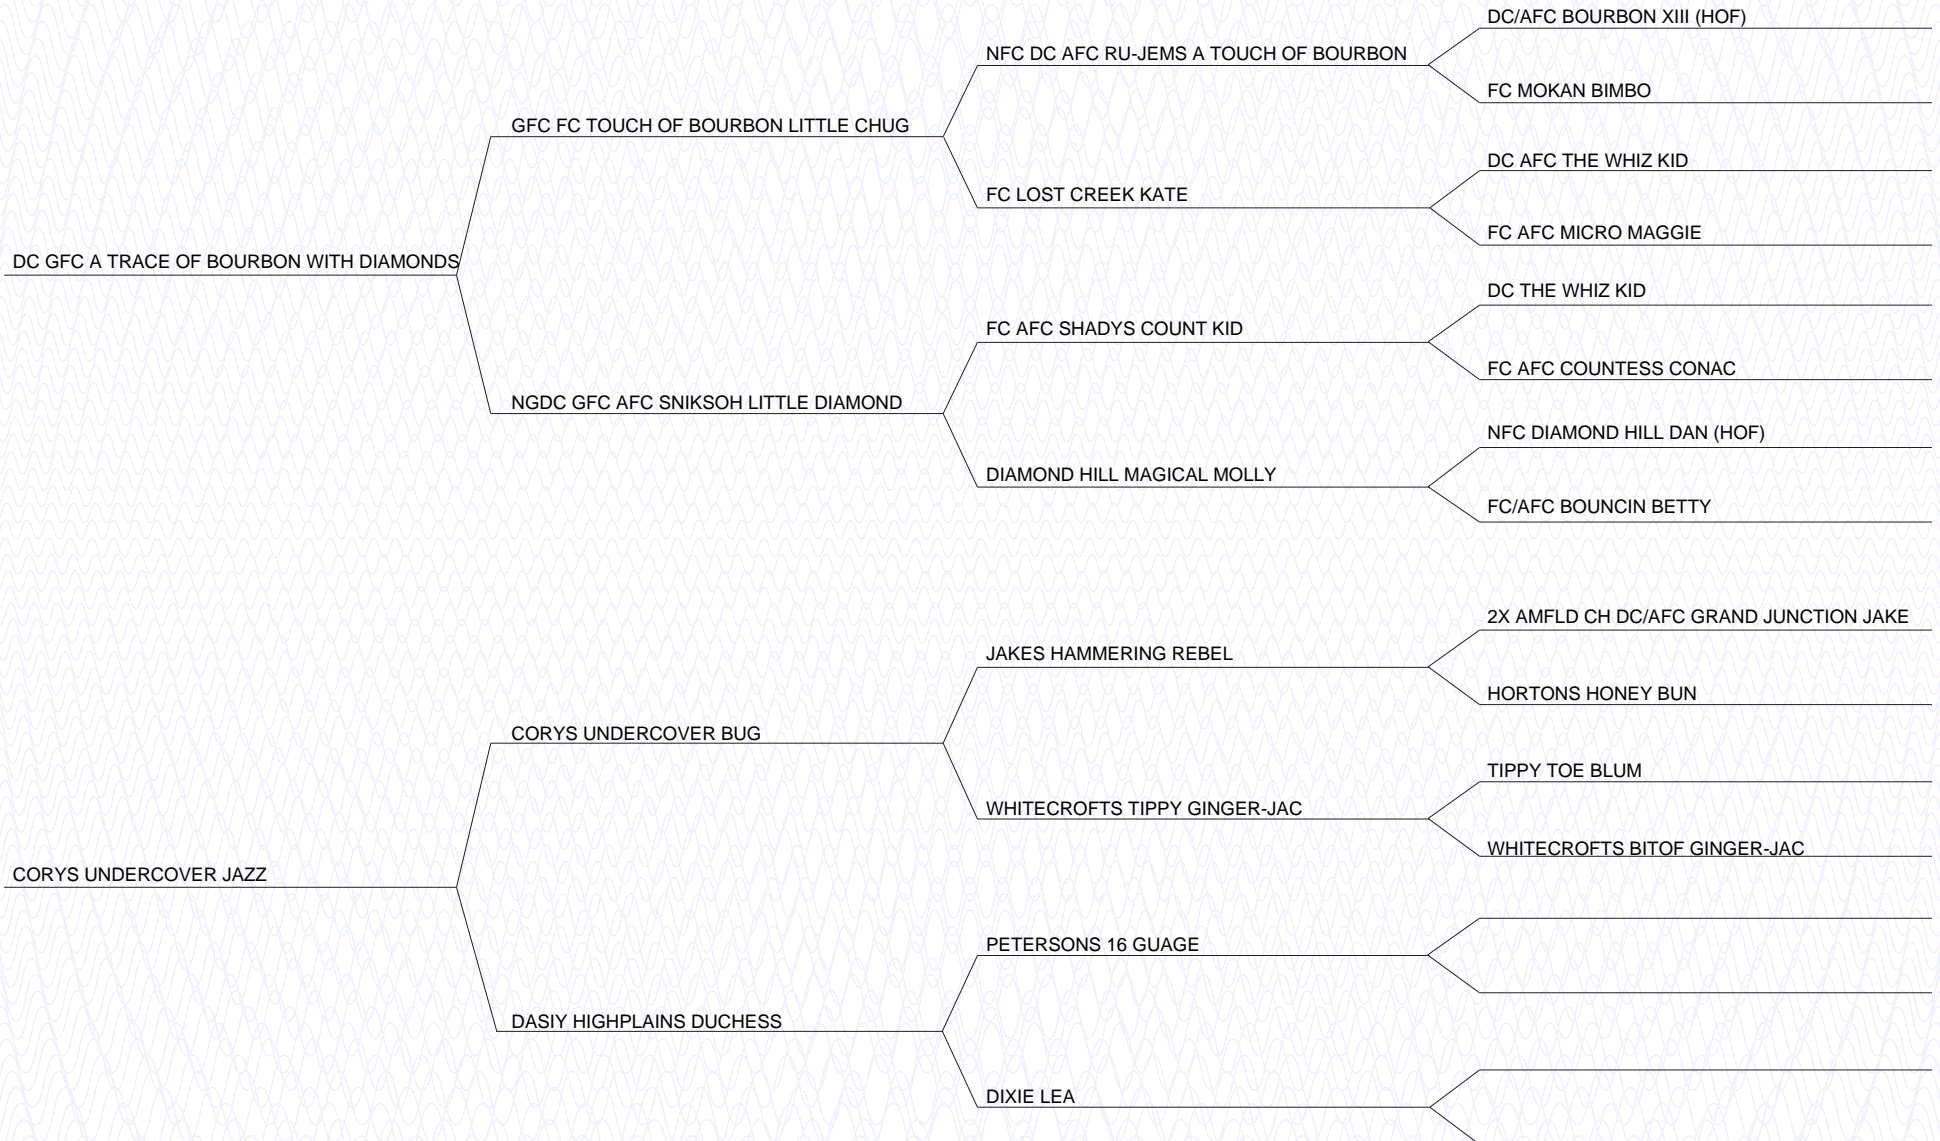 DC/AFC BOURBON XIII (HOF)
NFC DC AFC RU-JEMS A TOUCH OF BOURBON
FC MOKAN BIMBO
GFC FC TOUCH OF BOURBON LITTLE CHUG
DC AFC THE WHIZ KID
FC LOST CREEK KATE
FC AFC MICRO MAGGIE
DC GFC A TRACE OF BOURBON WITH DIAMONDS
DC THE WHIZ KID
FC AFC SHADYS COUNT KID
FC AFC COUNTESS CONAC
NGDC GFC AFC SNIKSOH LITTLE DIAMOND
NFC DIAMOND HILL DAN (HOF)
DIAMOND HILL MAGICAL MOLLY
FC/AFC BOUNCIN BETTY
2X AMFLD CH DC/AFC GRAND JUNCTION JAKE
JAKES HAMMERING REBEL
HORTONS HONEY BUN
CORYS UNDERCOVER BUG
TIPPY TOE BLUM
WHITECROFTS TIPPY GINGER-JAC
WHITECROFTS BITOF GINGER-JAC
CORYS UNDERCOVER JAZZ
PETERSONS 16 GUAGE
DASIY HIGHPLAINS DUCHESS
DIXIE LEA